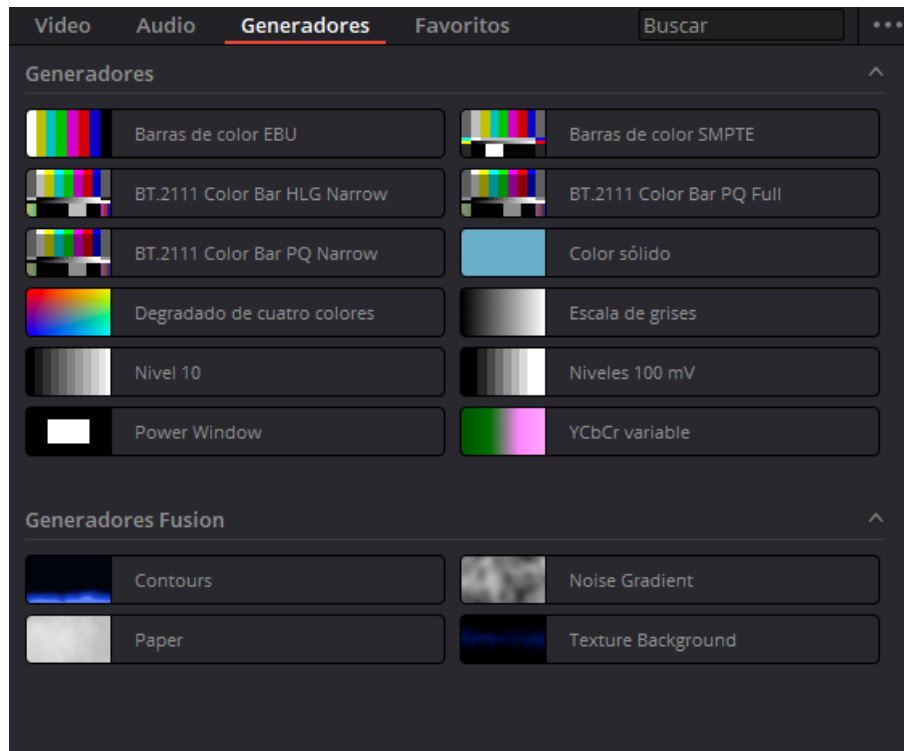 Video Audio Generadores Favoritos Buscar
Generadores
Barras de color EBU Barras de color SMPTE
BT.2111 Color Bar HLG Narrow BT.2111 Color Bar PQ Full
BT.2111 Color Bar PQ Narrow Color sólido
Degradado de cuatro colores Escala de grises
Nivel 10 Niveles 100 mV
Power Window YCbCr variable
Generadores Fusion
Contours Noise Gradient
Paper Texture Background